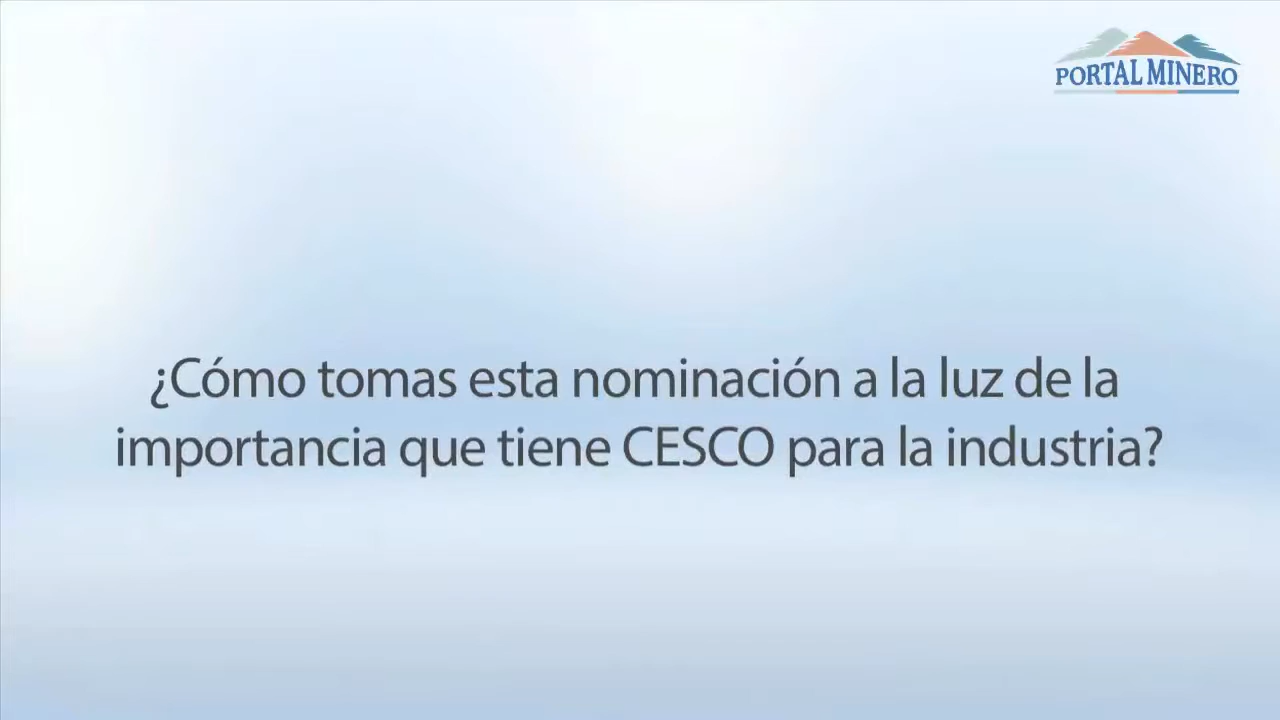 PORTAL MINERO
¿Cómo tomas esta nominación a la luz de la
importancia que tiene CESCO para la industria?